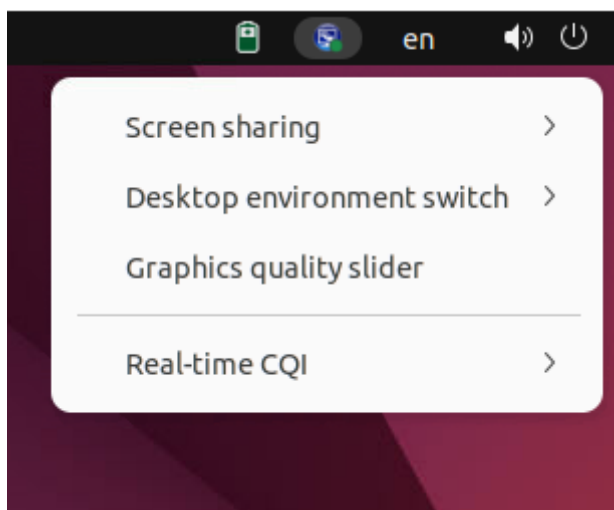 en
Screen sharing
Desktop environment switch
Graphics quality slider
Real-time CQI